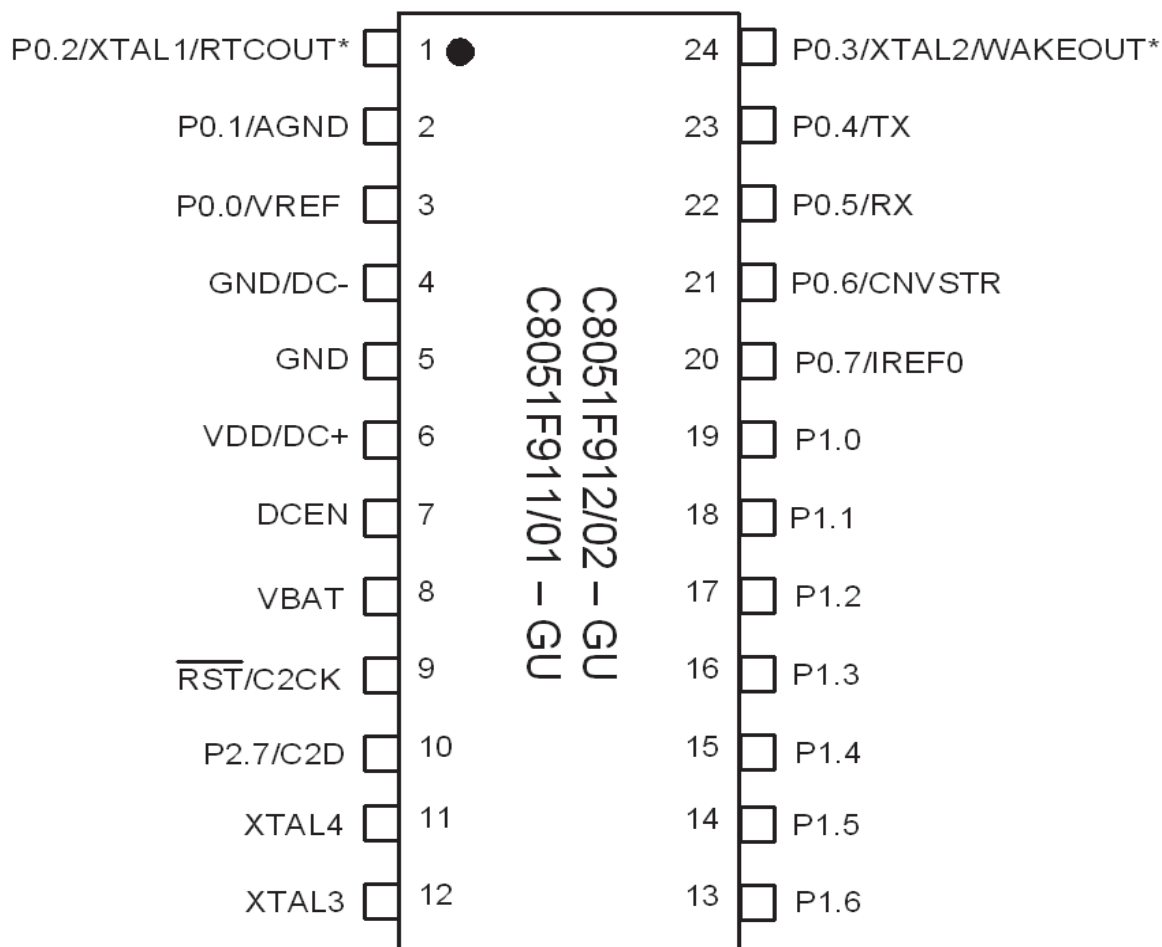 P0.2/XTAL1/RTCOUT* 1 24 P0.3/XTAL2/WAKEOUT*
P0.1/AGND 2 23 P0.4/TX
P0.0/VREF 3 22 P0.5/RX
GND/DC- 4 21 P0.6/CNVSTR
GND 5 20 P0.7/IREF0
VDD/DC+ 6 19 P1.0
DCEN 7 18 P1.1
VBAT 8 17 P1.2
RST/C2CK 9 16 P1.3
P2.7/C2D 10 15 P1.4
XTAL4 11 14 P1.5
XTAL3 12 13 P1.6
C8051F912/02 – GU
C8051F911/01 – GU